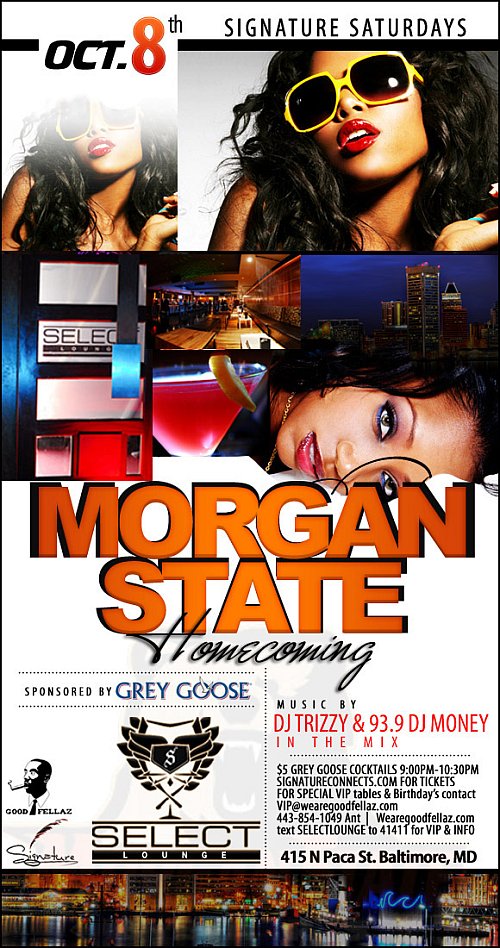 OCT. 8th
SIGNATURE SATURDAYS
SELECT
LOUNGE
MORGAN
STATE
Homecoming
SPONSORED BY GREY GOOSE
MUSIC BY
DJ TRIZZY & 93.9 DJ MONEY
IN THE MIX
$5 GREY GOOSE COCKTAILS 9:00PM-10:30PM
SIGNATURECONNECTS.COM FOR TICKETS
FOR SPECIAL VIP tables & Birthday's contact
VIP@wearegoodfellaz.com
443-854-1049 Ant | Wearegoodfellaz.com
text SELECTLOUNGE to 41411 for VIP & INFO
415 N Paca St. Baltimore, MD
GOOD FELLAZ
Signature
S
SELECT
LOUNGE